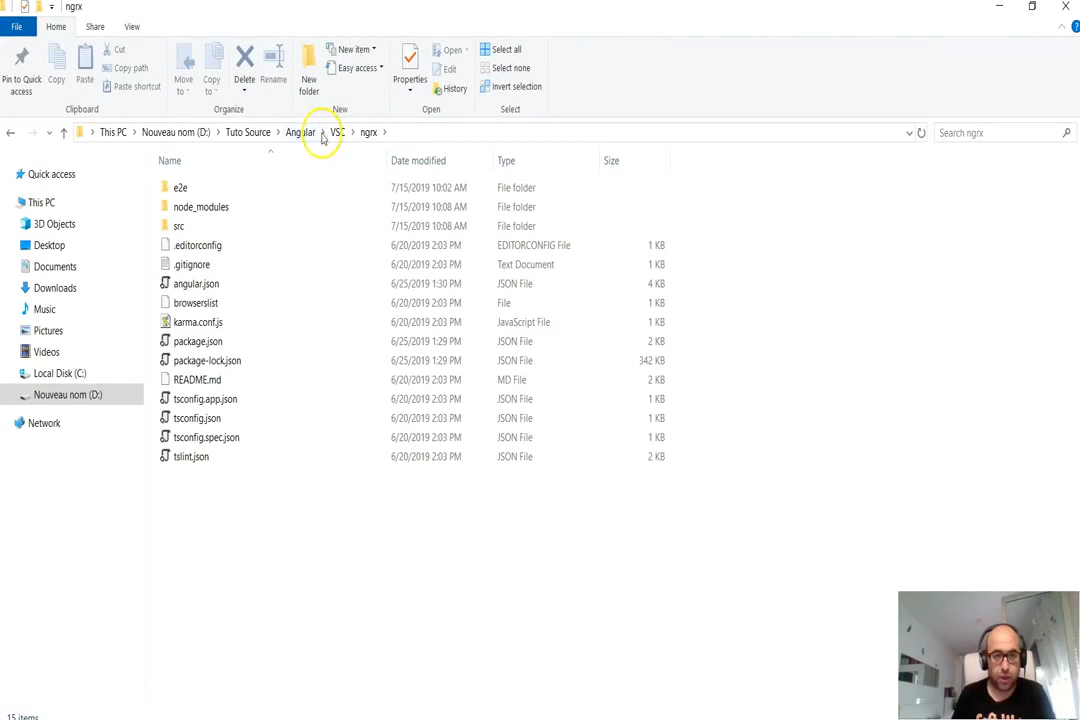 ngrx
File Home Share View
Pin to Quick access
Copy
Paste
Cut
Copy path
Paste shortcut
Clipboard
Move to
Copy to
Delete
Rename
Organize
New folder
New item
Easy access
New
Properties
Open
Edit
History
Open
Select all
Select none
Invert selection
Select
This PC > Nouveau nom (D:) > Tuto Source > Angular > VSC > ngrx >
Search ngrx
Quick access
This PC
3D Objects
Desktop
Documents
Downloads
Music
Pictures
Videos
Local Disk (C:)
Nouveau nom (D:)
Network
Name Date modified Type Size
e2e 7/15/2019 10:02 AM File folder
node_modules 7/15/2019 10:08 AM File folder
src 7/15/2019 10:08 AM File folder
.editorconfig 6/20/2019 2:03 PM EDITORCONFIG File 1 KB
.gitignore 6/20/2019 2:03 PM Text Document 1 KB
angular.json 6/25/2019 1:30 PM JSON File 4 KB
browserslist 6/20/2019 2:03 PM File 1 KB
karma.conf.js 6/20/2019 2:03 PM JavaScript File 1 KB
package.json 6/25/2019 1:29 PM JSON File 2 KB
package-lock.json 6/25/2019 1:29 PM JSON File 342 KB
README.md 6/20/2019 2:03 PM MD File 2 KB
tsconfig.app.json 6/20/2019 2:03 PM JSON File 1 KB
tsconfig.json 6/20/2019 2:03 PM JSON File 1 KB
tsconfig.spec.json 6/20/2019 2:03 PM JSON File 1 KB
tslint.json 6/20/2019 2:03 PM JSON File 2 KB
15 items